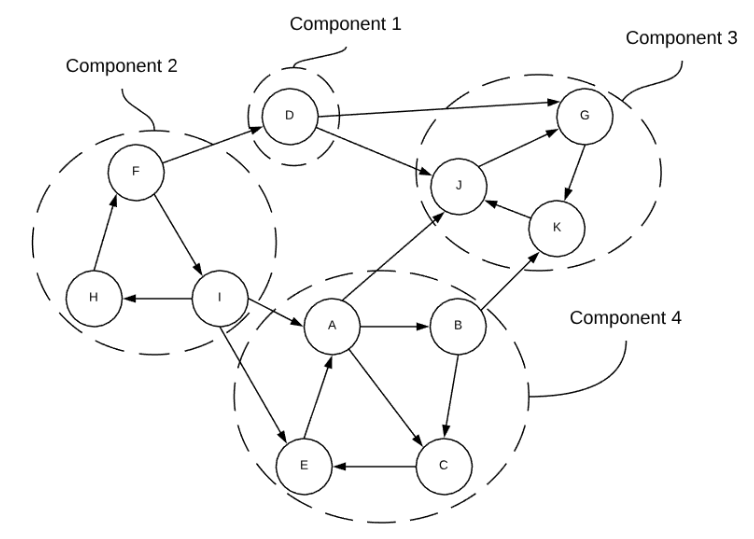 Component 1
Component 3
Component 2
D
G
F
J
K
H
I
A
B
Component 4
E
C